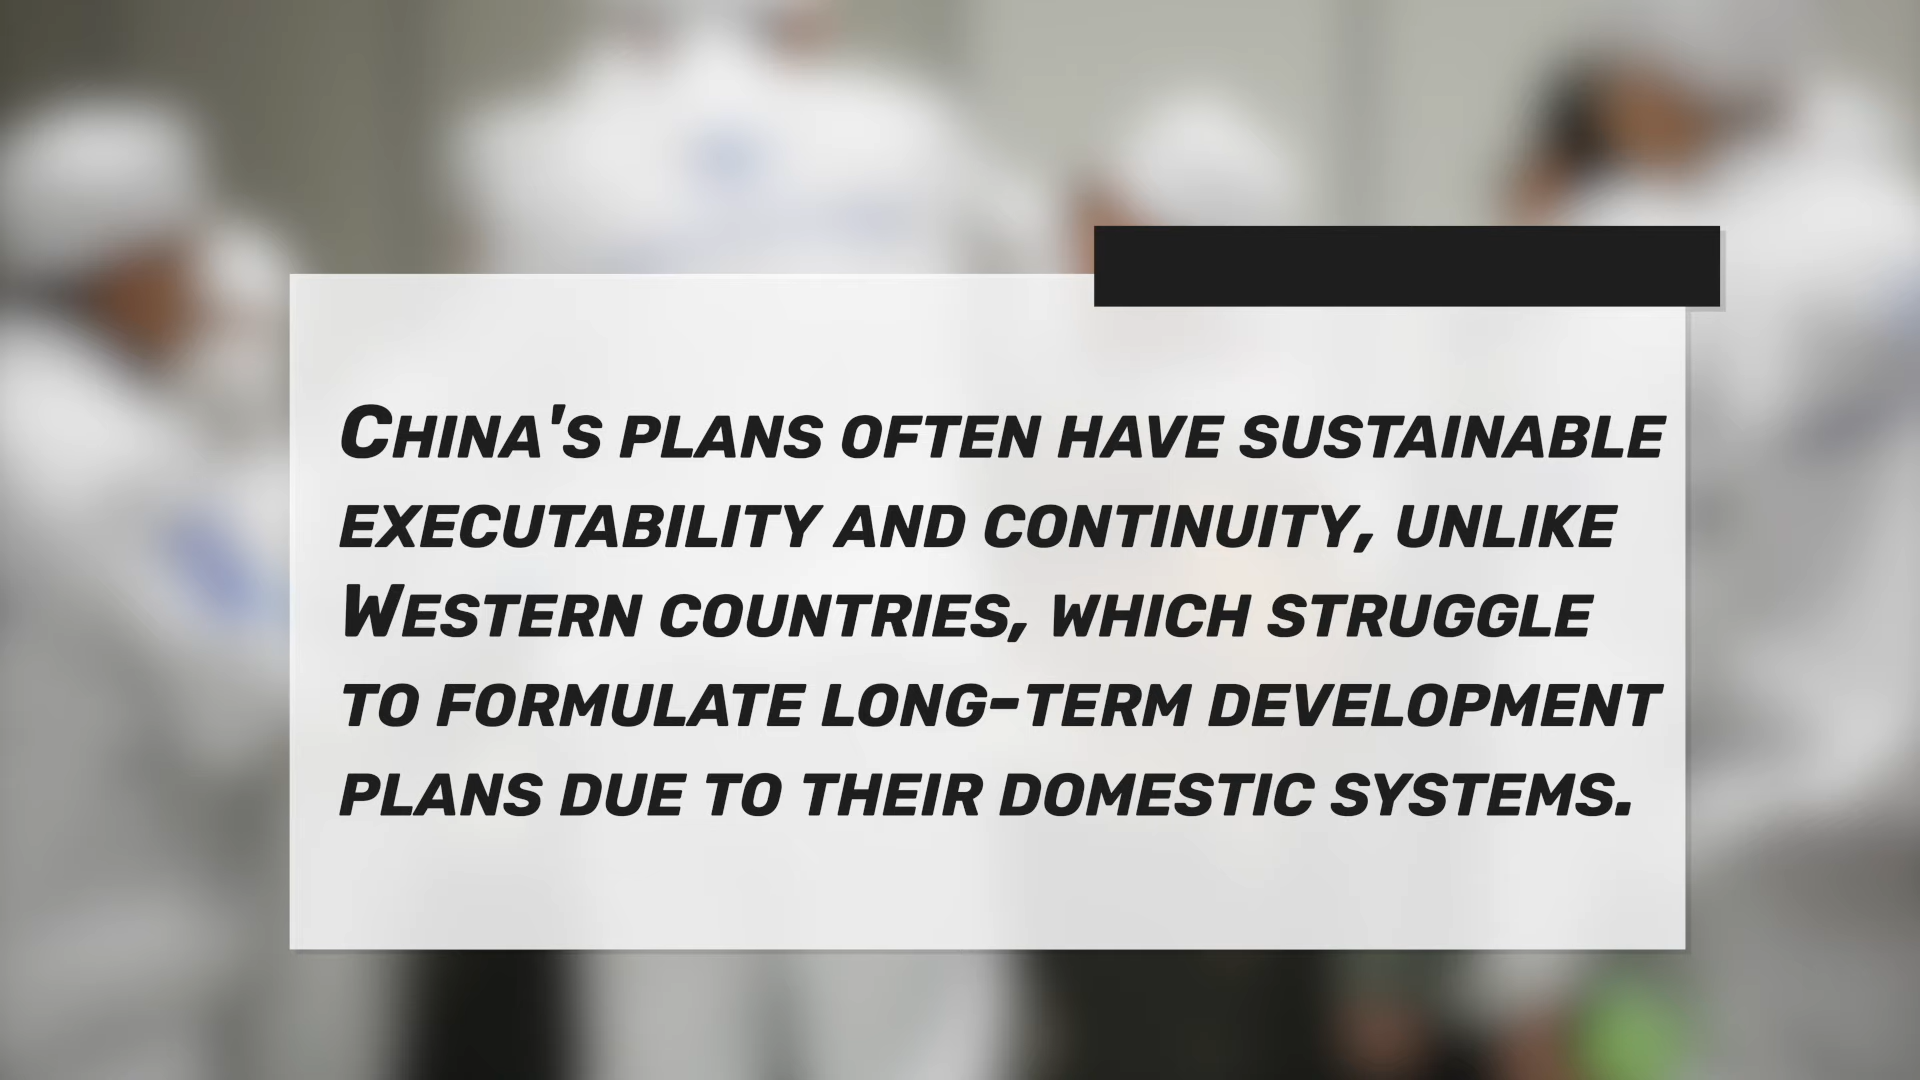 China's plans often have sustainable
executability and continuity, unlike
Western countries, which struggle
to formulate long-term development
plans due to their domestic systems.